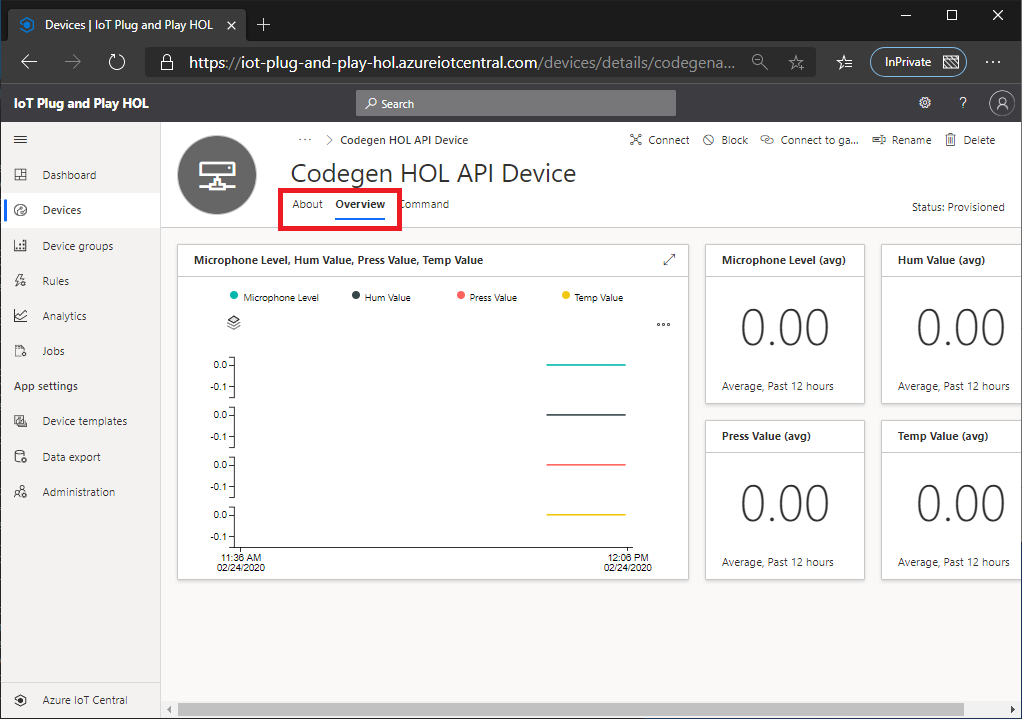 Devices | IoT Plug and Play HOL
https://iot-plug-and-play-hol.azureiotcentral.com/devices/details/codegena...
InPrivate
IoT Plug and Play HOL
Search
?
Dashboard
Devices
Device groups
Rules
Analytics
Jobs
App settings
Device templates
Data export
Administration
Azure IoT Central
... > Codegen HOL API Device
Connect
Block
Connect to ga...
Rename
Delete
Codegen HOL API Device
About Overview Command
Status: Provisioned
Microphone Level, Hum Value, Press Value, Temp Value
Microphone Level Hum Value Press Value Temp Value
0.0
-0.1
0.0
-0.1
0.0
-0.1
0.0
-0.1
11:36 AM
02/24/2020
12:06 PM
02/24/2020
Microphone Level (avg)
0.00
Average, Past 12 hours
Hum Value (avg)
0.00
Average, Past 12 hours
Press Value (avg)
0.00
Average, Past 12 hours
Temp Value (avg)
0.00
Average, Past 12 hours